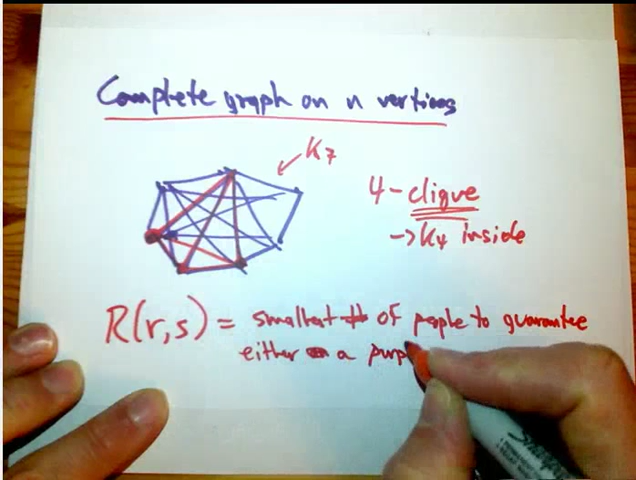 Complete graph on n vertices
K7
4-clique
→ K4 inside
R(r,s) = smallest # of people to guarantee
either a purp